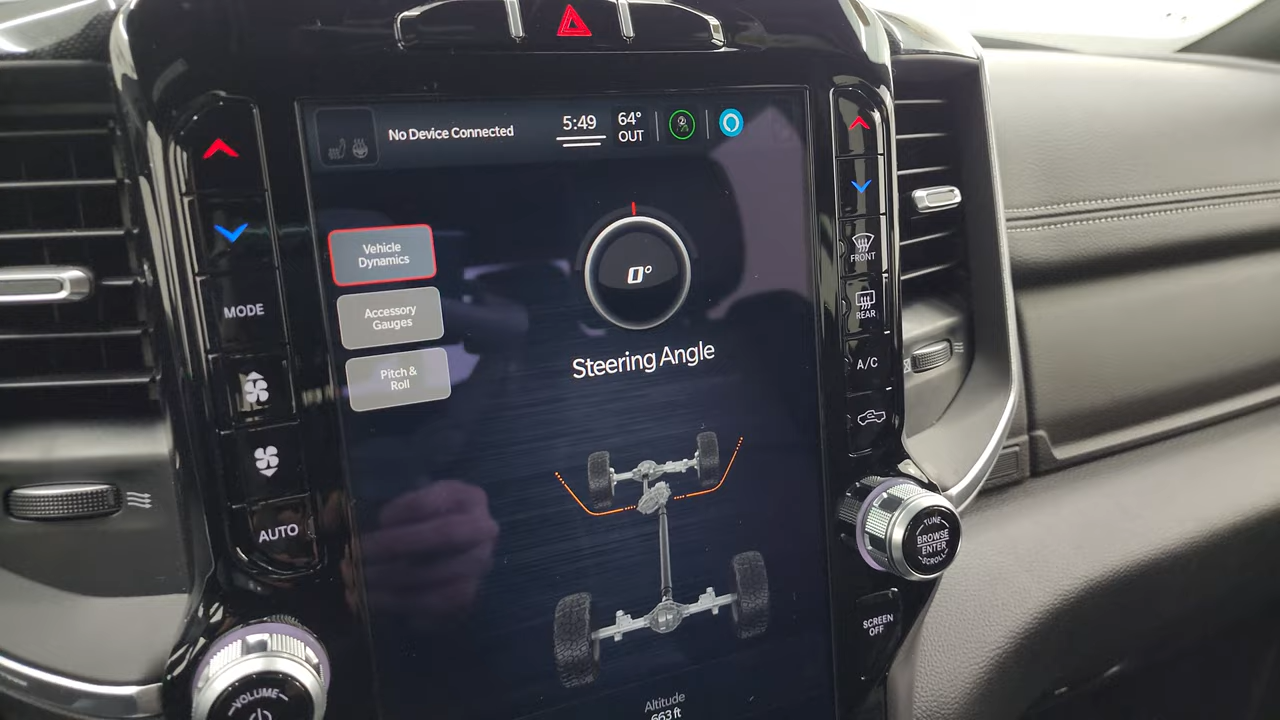 No Device Connected
5:49
64°
OUT
Vehicle
Dynamics
Accessory
Gauges
Pitch &
Roll
0°
Steering Angle
Altitude
663 ft
MODE
AUTO
VOLUME
FRONT
REAR
A/C
TUNE
BROWSE
ENTER
SCROLL
SCREEN
OFF